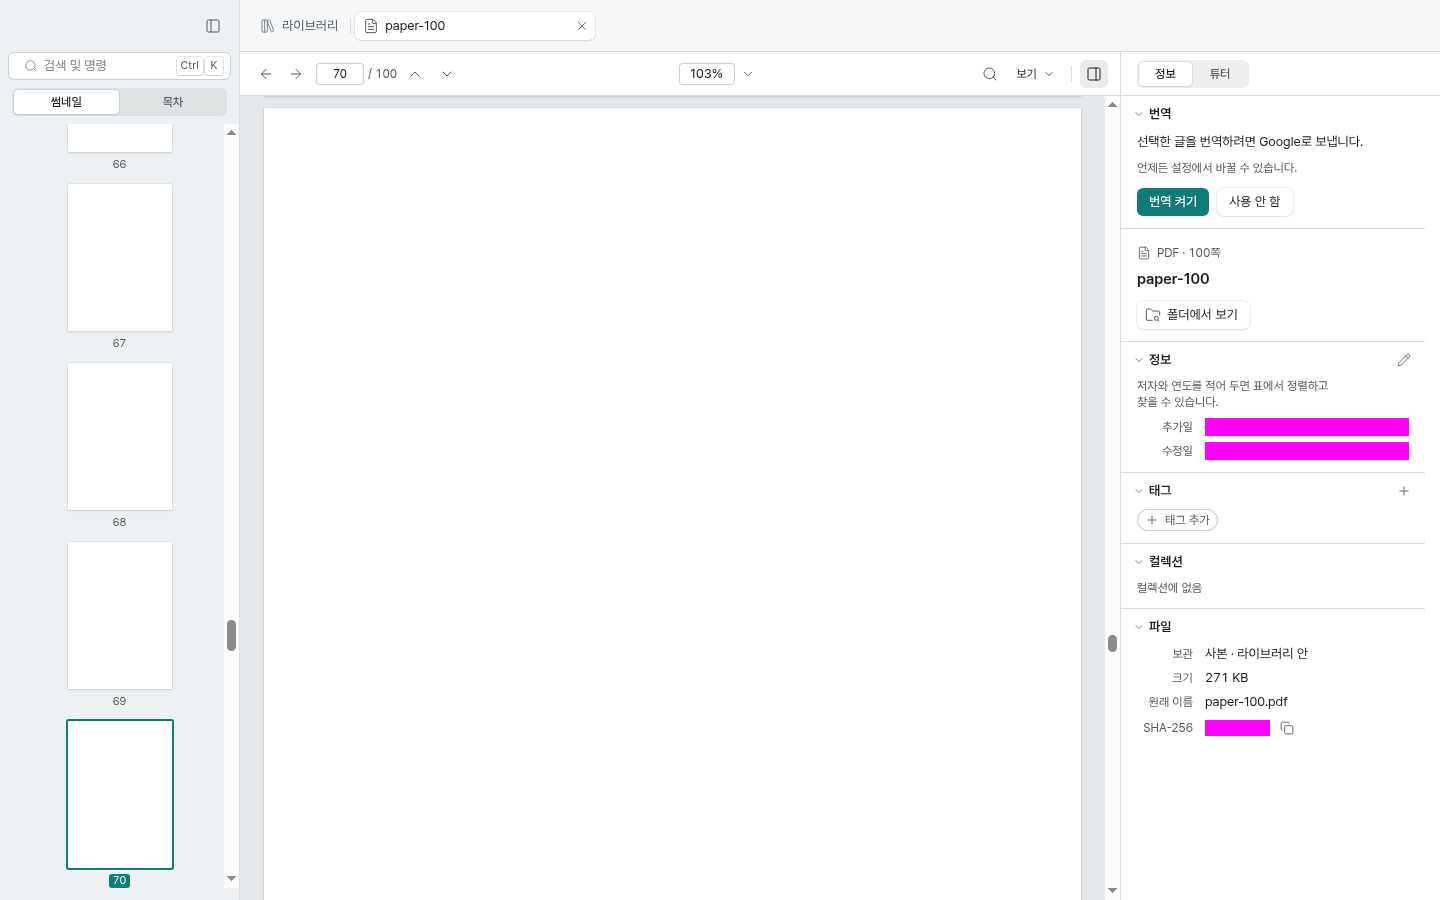 라이브러리
paper-100
검색 및 명령
Ctrl
K
썸네일
목차
66
67
68
69
70
70 / 100
103%
보기
정보
튜터
번역
선택한 글을 번역하려면 Google로 보냅니다.
언제든 설정에서 바꿀 수 있습니다.
번역 켜기
사용 안 함
PDF · 100쪽
paper-100
폴더에서 보기
정보
저자와 연도를 적어 두면 표에서 정렬하고
찾을 수 있습니다.
추가일
수정일
태그
태그 추가
컬렉션
컬렉션에 없음
파일
보관 사본 · 라이브러리 안
크기 271 KB
원래 이름 paper-100.pdf
SHA-256